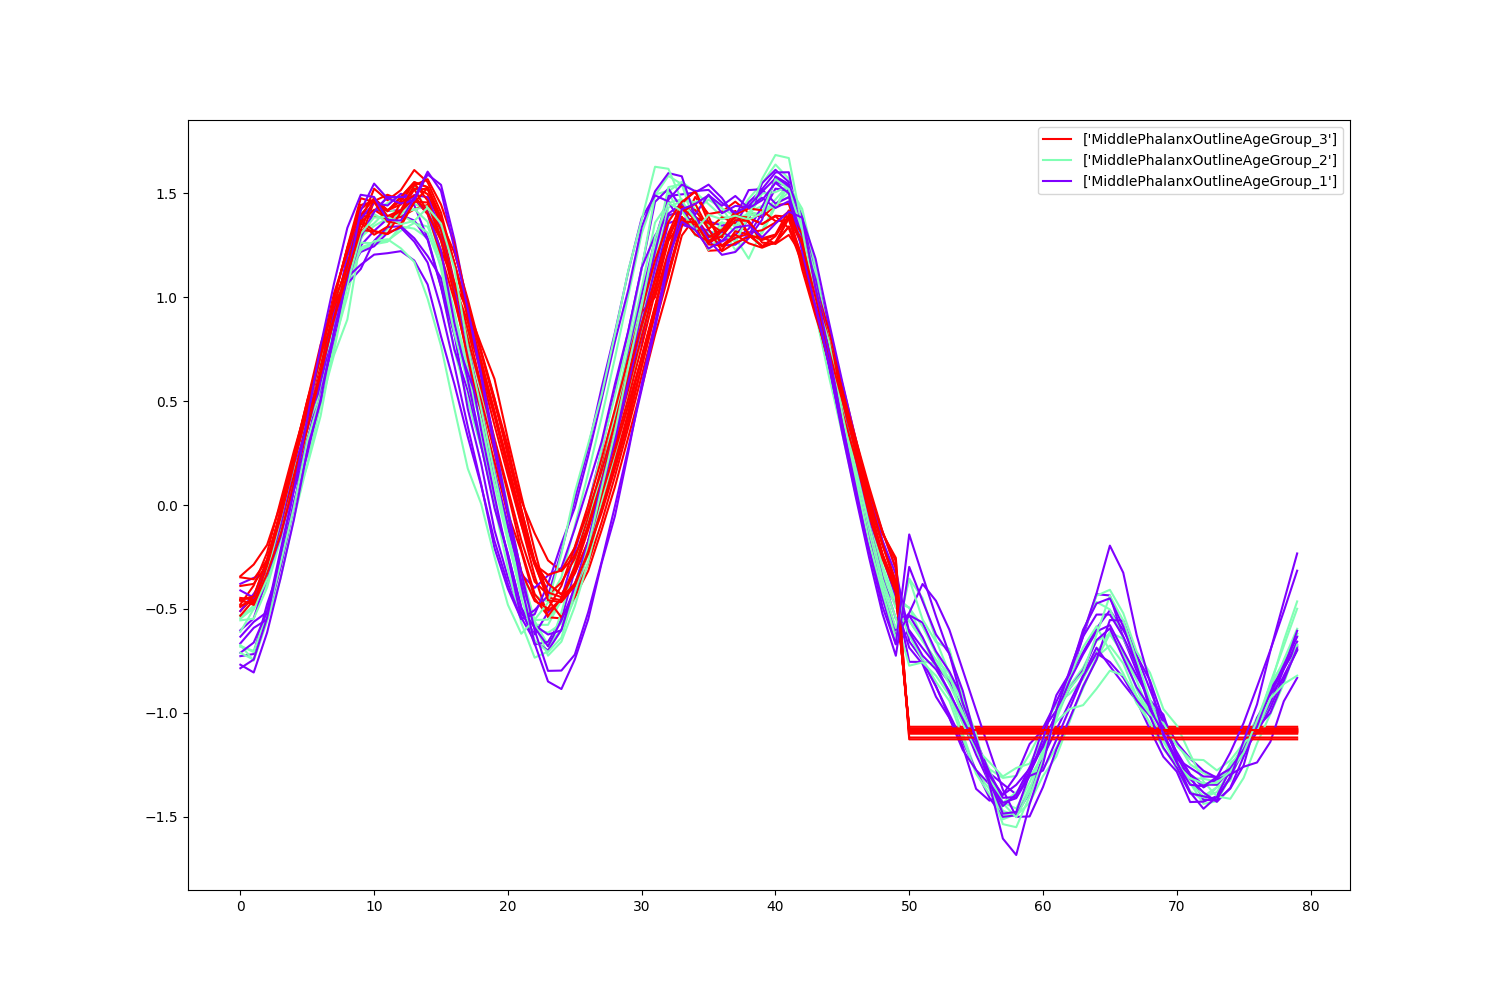 ['MiddlePhalanxOutlineAgeGroup_3']
['MiddlePhalanxOutlineAgeGroup_2']
['MiddlePhalanxOutlineAgeGroup_1']
1.5
1.0
0.5
0.0
−0.5
−1.0
−1.5
0 10 20 30 40 50 60 70 80